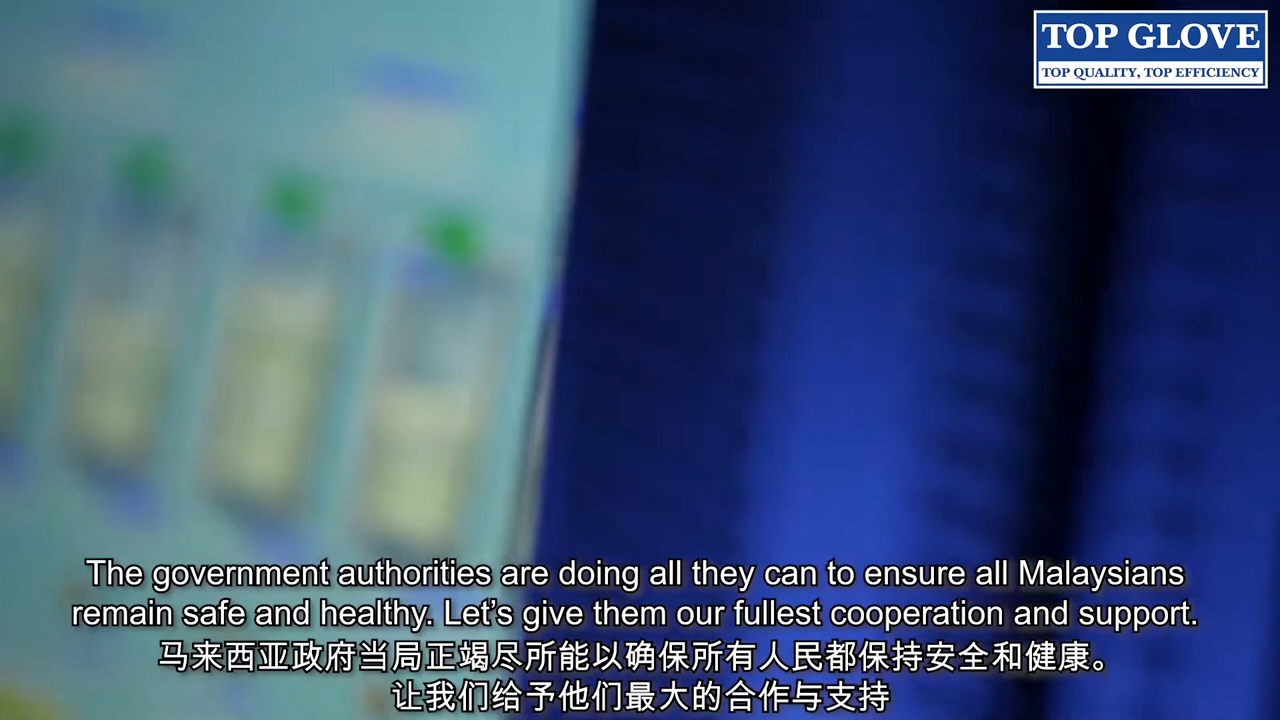 TOP GLOVE
TOP QUALITY, TOP EFFICIENCY
The government authorities are doing all they can to ensure all Malaysians
remain safe and healthy. Let’s give them our fullest cooperation and support.
马来西亚政府当局正竭尽所能以确保所有人民都保持安全和健康。
让我们给予他们最大的合作与支持